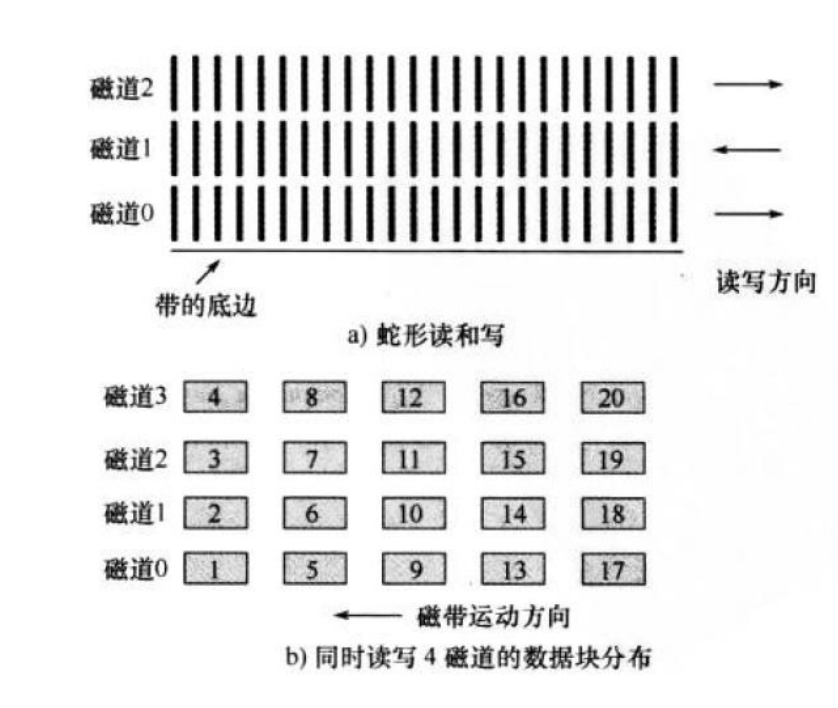 磁道2
磁道1
磁道0
读写方向
带的底边
a) 蛇形读和写
磁道3 4 8 12 16 20
磁道2 3 7 11 15 19
磁道1 2 6 10 14 18
磁道0 1 5 9 13 17
磁带运动方向
b) 同时读写 4 磁道的数据块分布